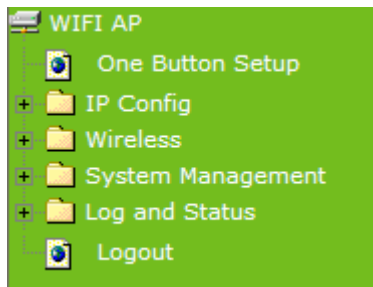 WIFI AP
One Button Setup
IP Config
Wireless
System Management
Log and Status
Logout